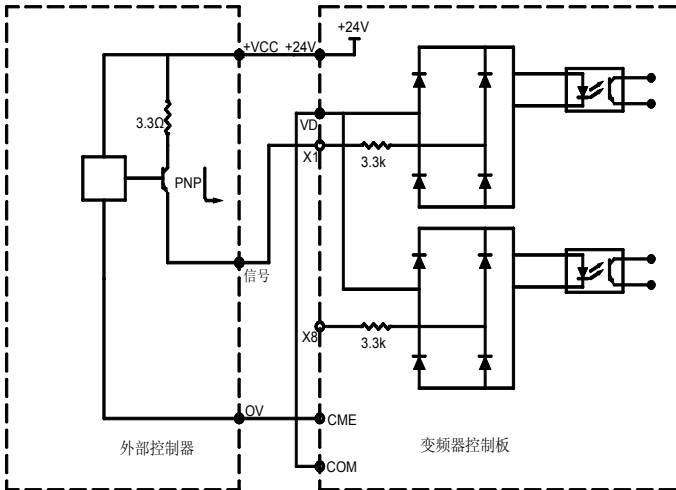 +24V
+VCC +24V
3.3Ω
VD
X1
3.3k
PNP
信号
X8
3.3k
OV
CME
外部控制器
变频器控制板
COM